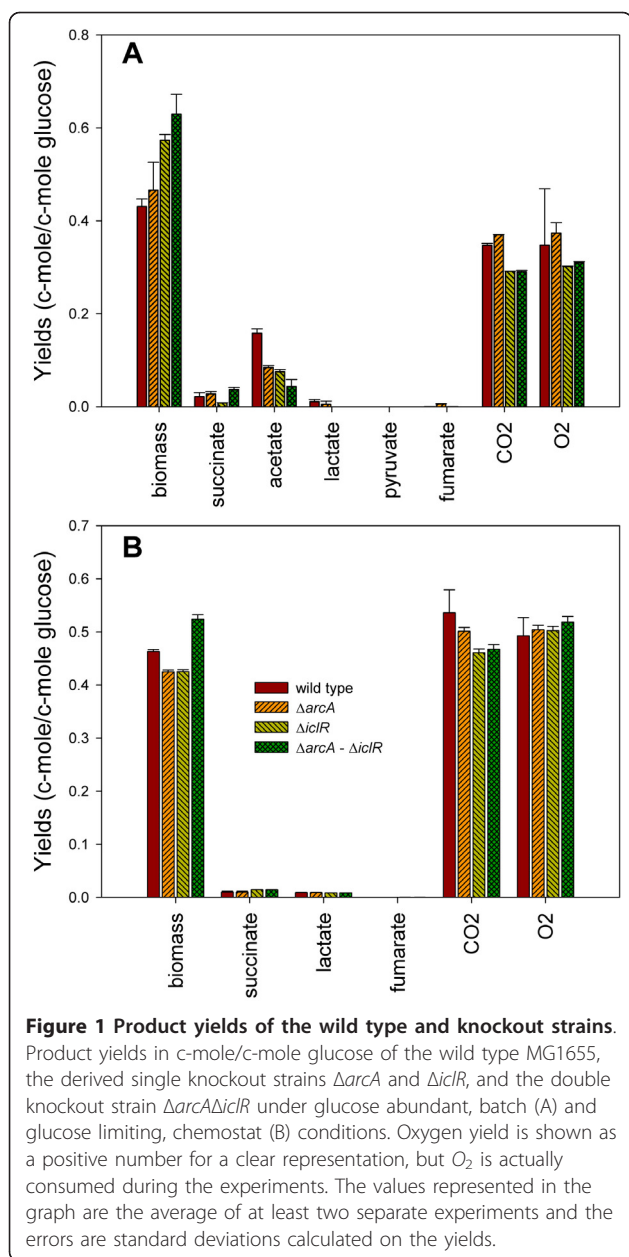 A
Yields (c-mole/c-mole glucose)
0.8
0.6
0.4
0.2
0.0
biomass
succinate
acetate
lactate
pyruvate
fumarate
CO2
O2
B
Yields (c-mole/c-mole glucose)
0.7
0.6
0.5
0.4
0.3
0.2
0.1
0.0
wild type
ΔarcA
ΔiclR
ΔarcA - ΔiclR
biomass
succinate
lactate
fumarate
CO2
O2
Figure 1 Product yields of the wild type and knockout strains.
Product yields in c-mole/c-mole glucose of the wild type MG1655,
the derived single knockout strains ΔarcA and ΔiclR, and the double
knockout strain ΔarcAΔiclR under glucose abundant, batch (A) and
glucose limiting, chemostat (B) conditions. Oxygen yield is shown as
a positive number for a clear representation, but O₂ is actually
consumed during the experiments. The values represented in the
graph are the average of at least two separate experiments and the
errors are standard deviations calculated on the yields.